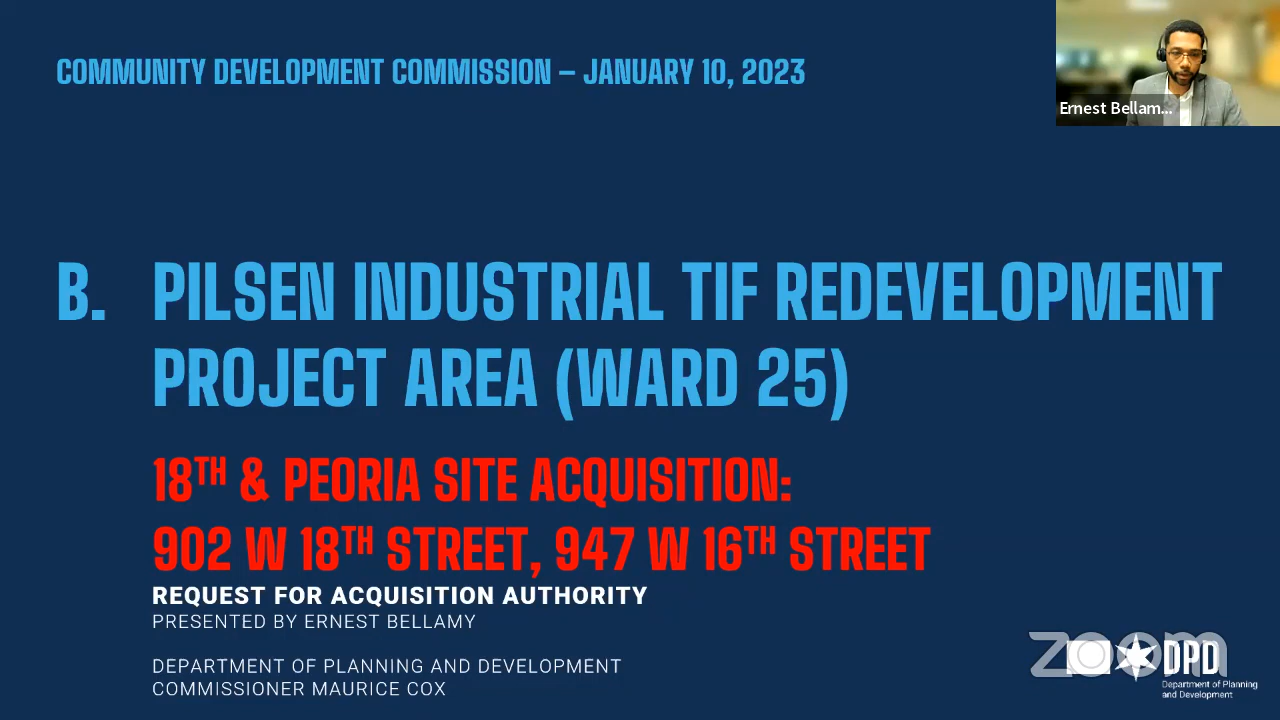 COMMUNITY DEVELOPMENT COMMISSION – JANUARY 10, 2023
Ernest Bellam...
B. PILSEN INDUSTRIAL TIF REDEVELOPMENT
PROJECT AREA (WARD 25)
18TH & PEORIA SITE ACQUISITION:
902 W 18TH STREET, 947 W 16TH STREET
REQUEST FOR ACQUISITION AUTHORITY
PRESENTED BY ERNEST BELLAMY
DEPARTMENT OF PLANNING AND DEVELOPMENT
COMMISSIONER MAURICE COX
zoom
DPD
Department of Planning
and Development